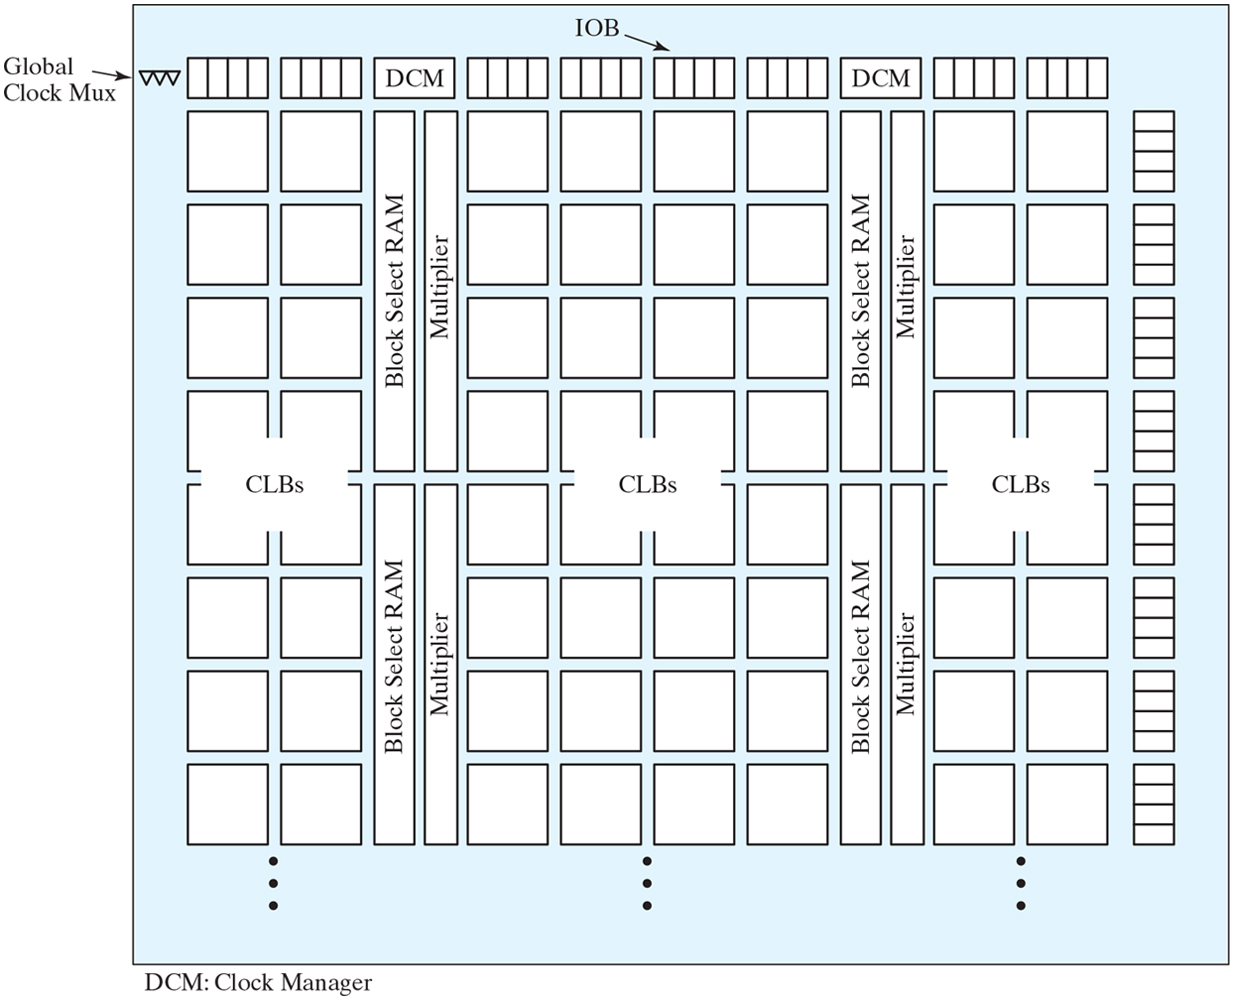 IOB
Global
Clock Mux
DCM
DCM
Block Select RAM
Multiplier
Block Select RAM
Multiplier
CLBs
CLBs
CLBs
Block Select RAM
Multiplier
Block Select RAM
Multiplier
DCM: Clock Manager